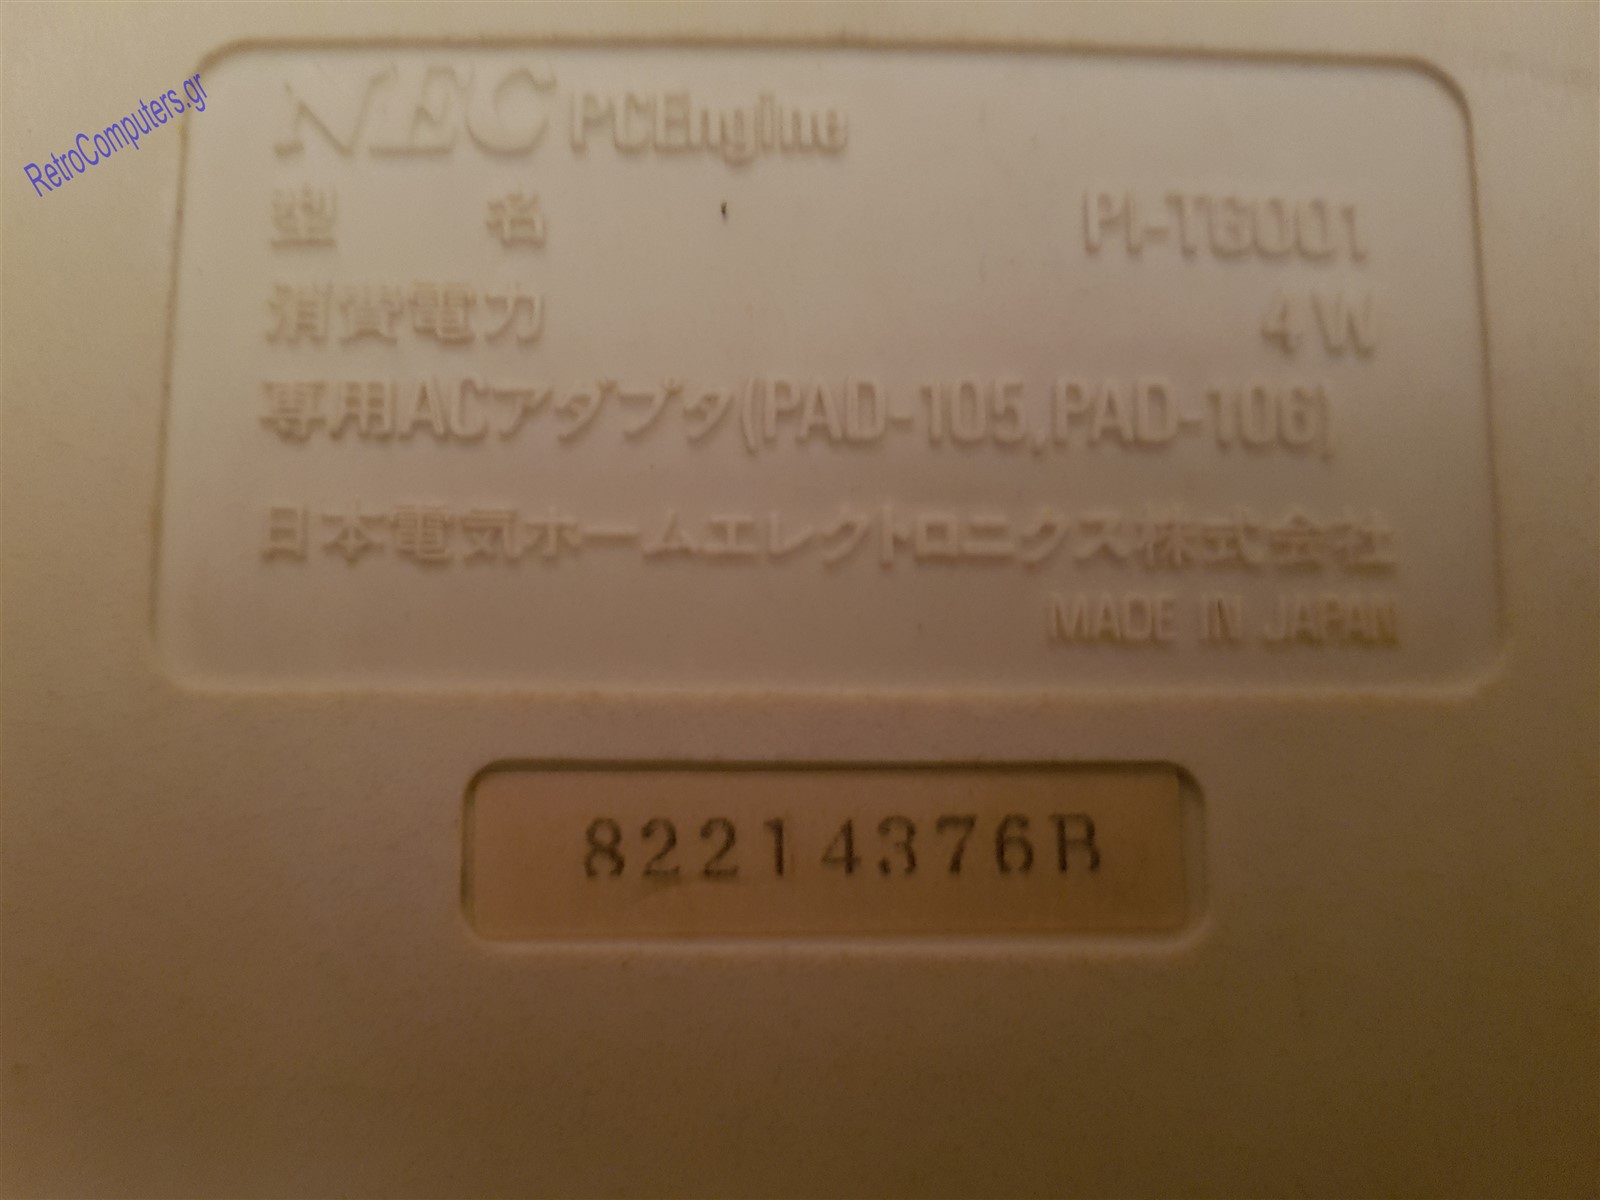 RetroComputers.gr
NEC PCEngine
型 名 PI-TG001
消費電力 4W
専用ACアダプタ(PAD-105,PAD-106)
日本電気ホームエレクトロニクス株式会社
MADE IN JAPAN
82214376B